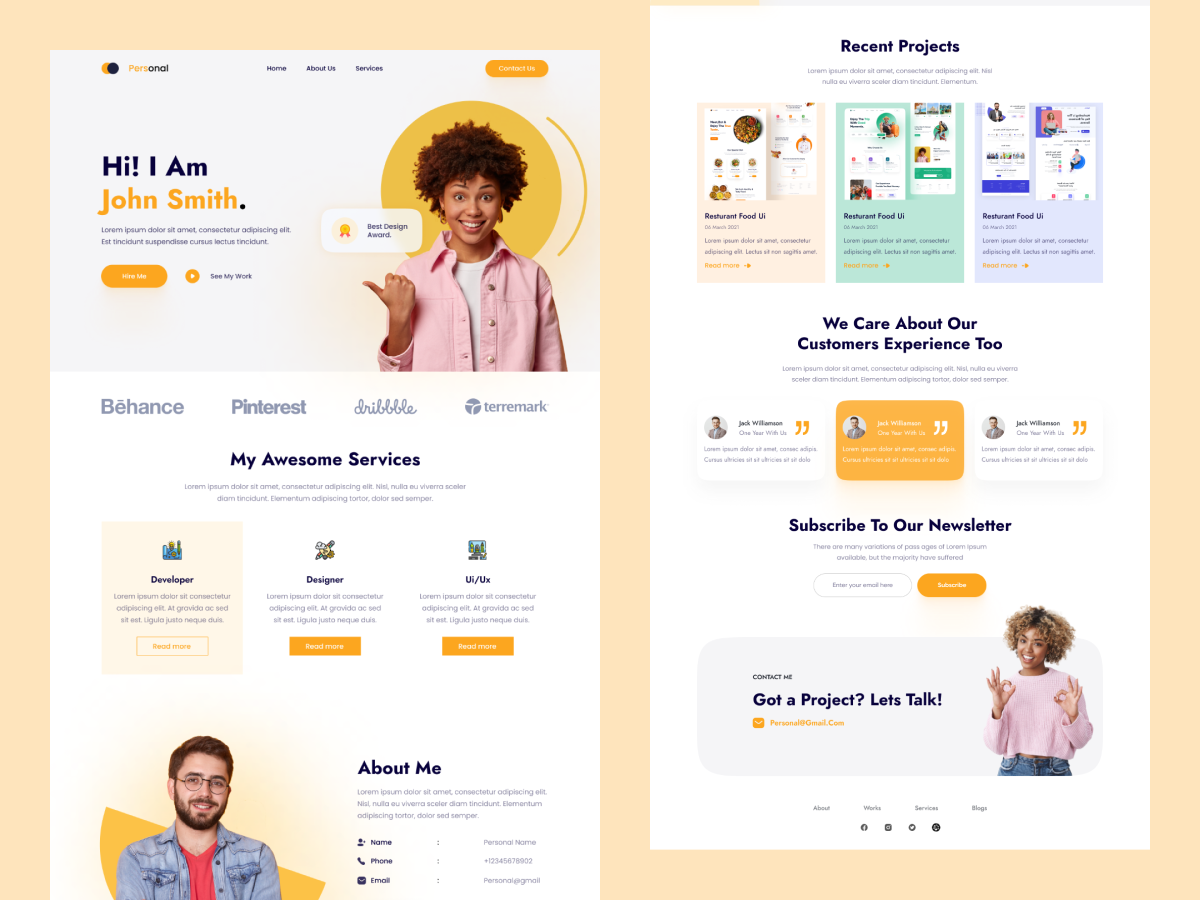 Personal
Home
About Us
Services
Contact Us
Hi! I Am
John Smith.
Lorem ipsum dolor sit amet, consectetur adipiscing elit.
Est tincidunt suspendisse cursus lectus tincidunt.
Hire Me
See My Work
Best Design
Award.
Bēhance
Pinterest
dribbble
terremark
My Awesome Services
Lorem ipsum dolor sit amet, consectetur adipiscing elit. Nisl, nulla eu viverra sceler
diam tincidunt. Elementum adipiscing tortor, dolor sed semper.
Developer
Lorem ipsum dolor sit consectetur
adipiscing elit. At gravida ac sed
sit est. Ligula justo neque duis.
Read more
Designer
Lorem ipsum dolor sit amet, cons
adipiscing elit. At gravida ac sed
sit est. Ligula justo neque duis.
Read more
Ui/Ux
Lorem ipsum dolor sit amet, conse
adipiscing elit. At gravida ac sed
sit est. Ligula justo neque duis.
Read more
About Me
Lorem ipsum dolor sit amet, consectetur adipiscing elit.
Nisl, nulla eu viverra scelerisque diam tincidunt. Elementum
odipiscing tortor, dolor sed semper.
Name : Personal Name
Phone : +12345678902
Email : Personal@gmail
Recent Projects
Lorem ipsum dolor sit amet, consectetur adipiscing elit. Nisl
nulla eu viverra scelerisque diam tincidunt. Elementum.
Resturant Food Ui
06 March 2021
Lorem ipsum dolor sit amet, consectetur
adipiscing elit. Lectus sit non sagittis amet.
Read more
Resturant Food Ui
06 March 2021
Lorem ipsum dolor sit amet, consectetur
adipiscing elit. Lectus sit non sagittis amet.
Read more
Resturant Food Ui
06 March 2021
Lorem ipsum dolor sit amet, consectetur
adipiscing elit. Lectus sit non sagittis amet.
Read more
We Care About Our
Customers Experience Too
Lorem ipsum dolor sit amet, consectetur adipiscing elit. Nisl, nulla eu viverra
sceler diam tincidunt. Elementum adipiscing tortor, dolor sed semper.
Jack Williamson
One Year With Us
Lorem ipsum dolor sit amet, consec adipis.
Cursus ultricies sit sit ultricies sit sit dolo
Jack Williamson
One Year With Us
Lorem ipsum dolor sit amet, consec adipis.
Cursus ultricies sit sit ultricies sit sit dolo
Jack Williamson
One Year With Us
Lorem ipsum dolor sit amet, consec adipis.
Cursus ultricies sit sit ultricies sit sit dolo
Subscribe To Our Newsletter
There are many variations of pass ages of Lorem Ipsum
available, but the majority have suffered
Enter your email here
Subscribe
CONTACT ME
Got a Project? Lets Talk!
Personal@Gmail.Com
About
Works
Services
Blogs